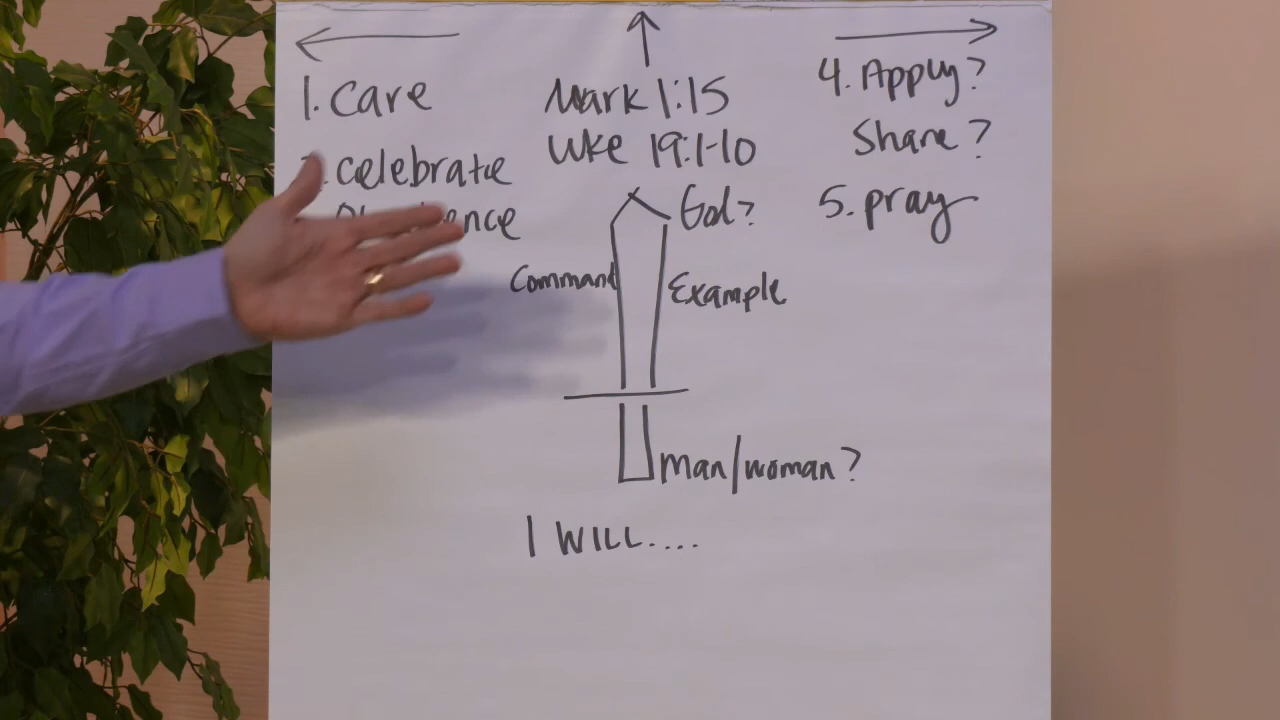 1. Care
celebrate
Mark 1:15
Luke 19:1-10
God?
Command
Example
Man/woman?
I WILL....
4. Apply?
Share?
5. pray